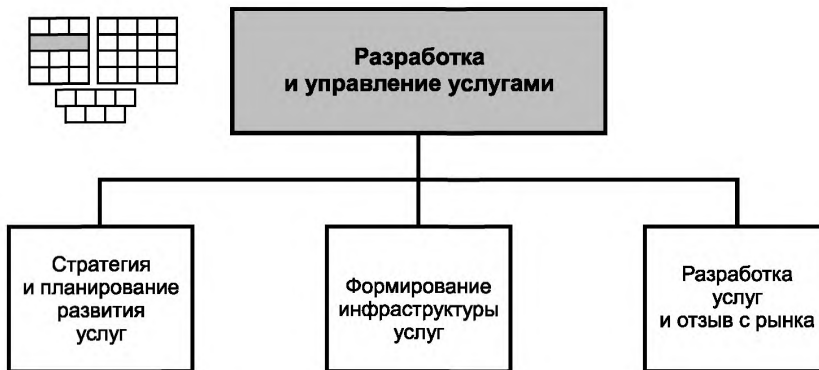 Разработка
и управление услугами
Стратегия
и планирование
развития
услуг
Формирование
инфраструктуры
услуг
Разработка
услуг
и отзыв с рынка